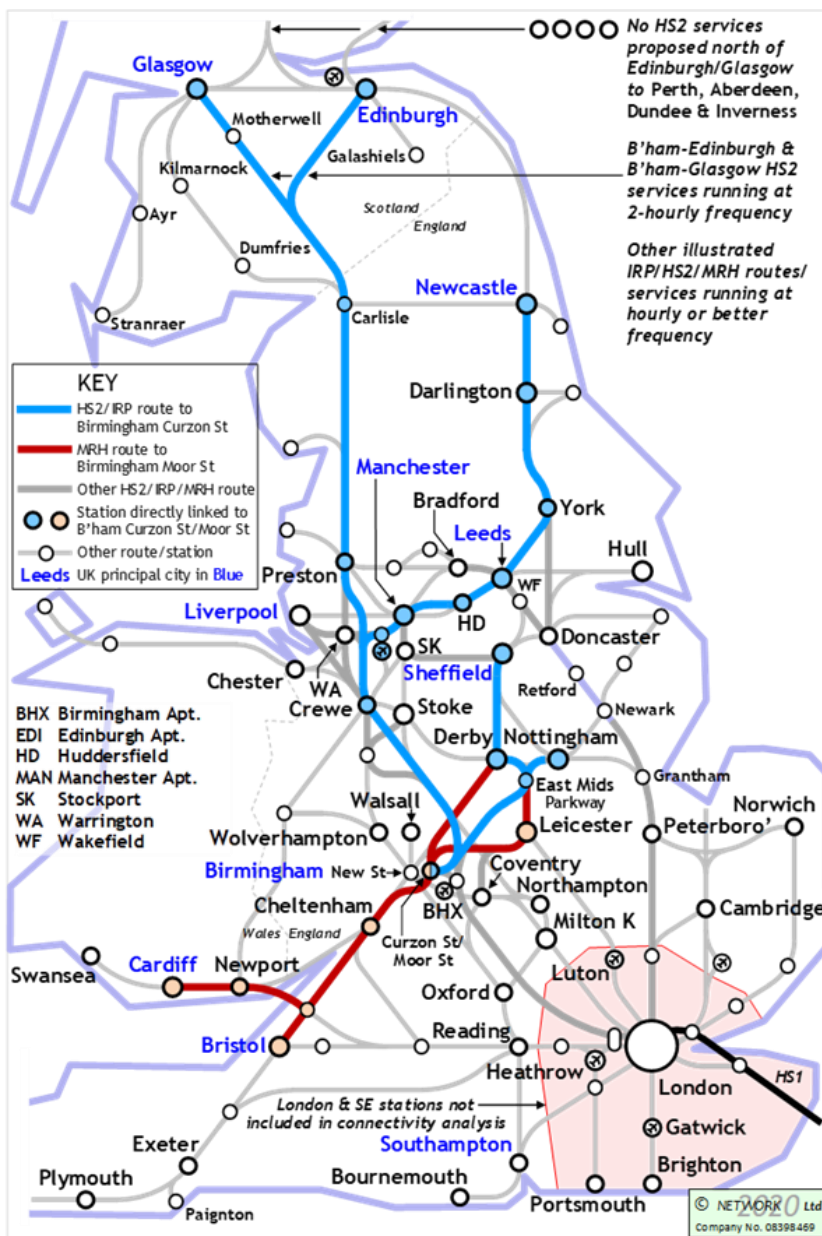 No HS2 services
proposed north of
Edinburgh/Glasgow
to Perth, Aberdeen,
Dundee & Inverness
Glasgow
Edinburgh
Motherwell
Galashiels
B'ham-Edinburgh &
B'ham-Glasgow HS2
services running at
2-hourly frequency
Kilmarnock
Ayr
Scotland
England
Dumfries
Other illustrated
IRP/HS2/MRH routes/
services running at
hourly or better
frequency
Newcastle
Stranraer
Carlisle
KEY
HS2/IRP route to
Birmingham Curzon St
MRH route to
Birmingham Moor St
Other HS2/IRP/MRH route
Station directly linked to
B'ham Curzon St/Moor St
Other route/station
Leeds UK principal city in Blue
Darlington
Manchester
Bradford
York
Leeds
Hull
Preston
WF
Liverpool
HD
Doncaster
SK
Sheffield
Chester
WA
Retford
Crewe
Stoke
Newark
BHX Birmingham Apt.
EDI Edinburgh Apt.
HD Huddersfield
MAN Manchester Apt.
SK Stockport
WA Warrington
WF Wakefield
Derby
Nottingham
East Mids
Parkway
Grantham
Walsall
Norwich
Wolverhampton
Leicester
Peterboro'
Birmingham
New St
Coventry
BHX
Northampton
Cheltenham
Milton K
Cambridge
Wales England
Curzon St/
Moor St
Swansea
Cardiff
Newport
Luton
Oxford
Bristol
Reading
Heathrow
London
HS1
London & SE stations not
included in connectivity analysis
Gatwick
Exeter
Southampton
Plymouth
Bournemouth
Brighton
Paignton
Portsmouth
© NETWORK 2020 Ltd
Company No. 08398469